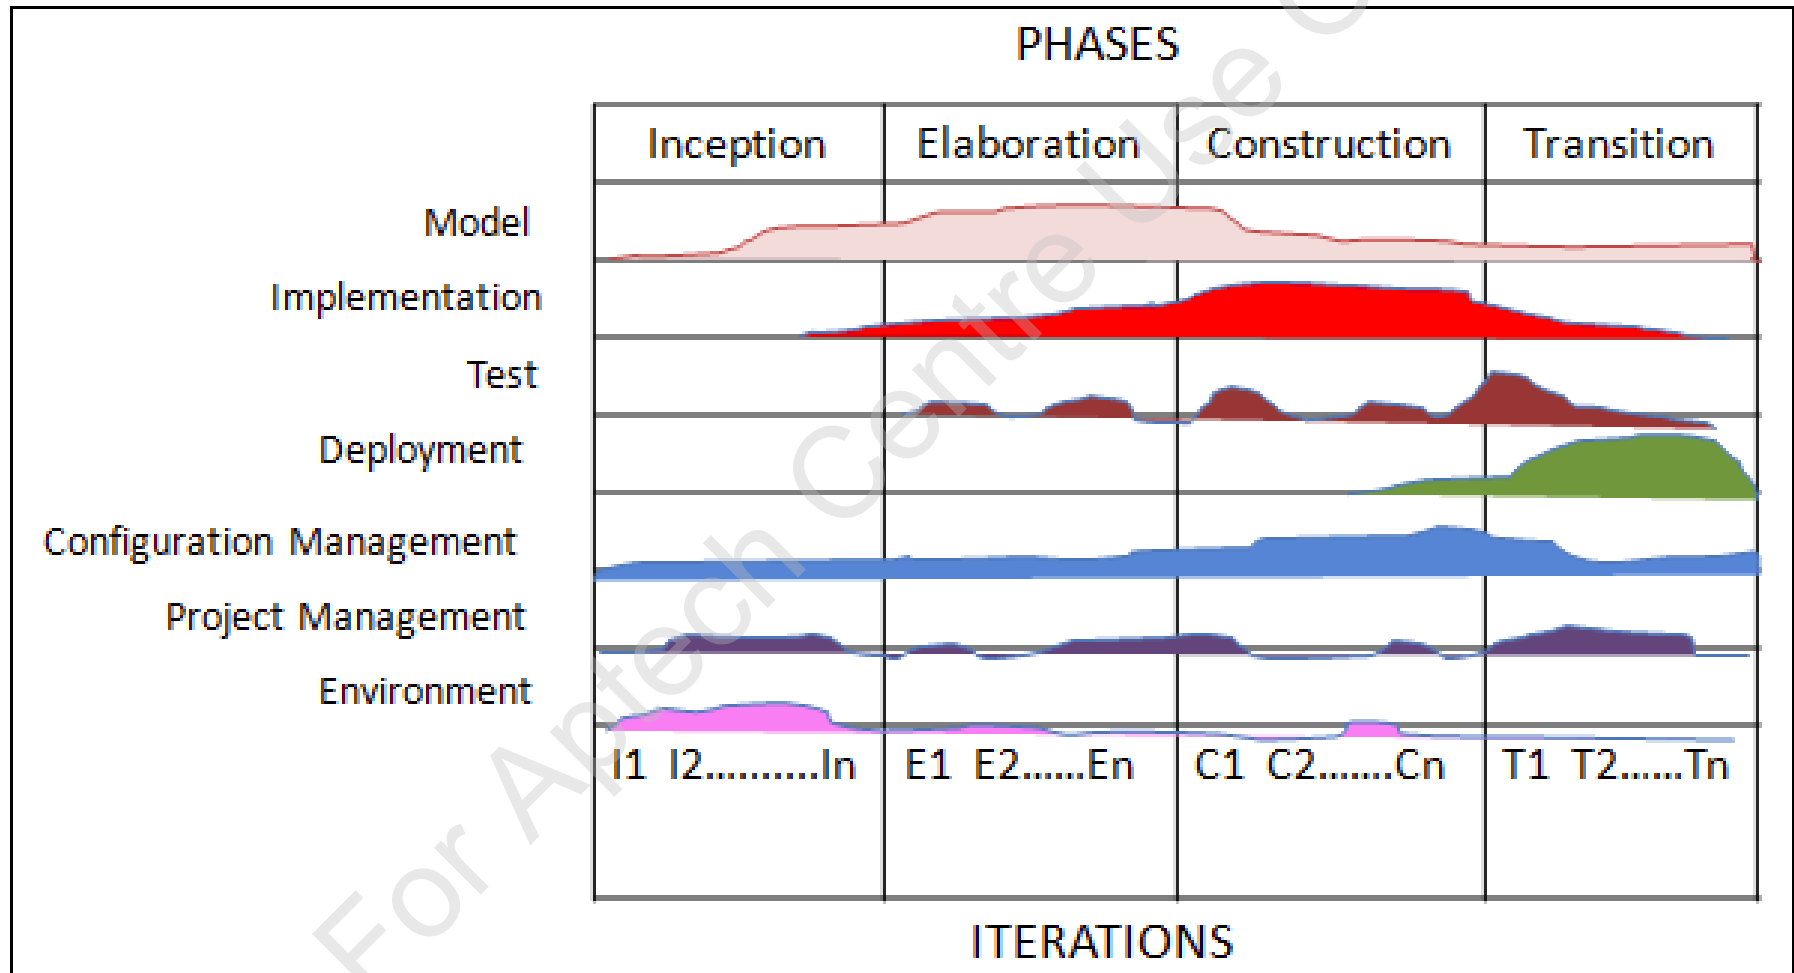 PHASES
Inception Elaboration Construction Transition
Model
Implementation
Test
Deployment
Configuration Management
Project Management
Environment
I1 I2..........In E1 E2......En C1 C2.......Cn T1 T2......Tn
ITERATIONS
For Aptech Centre Use O